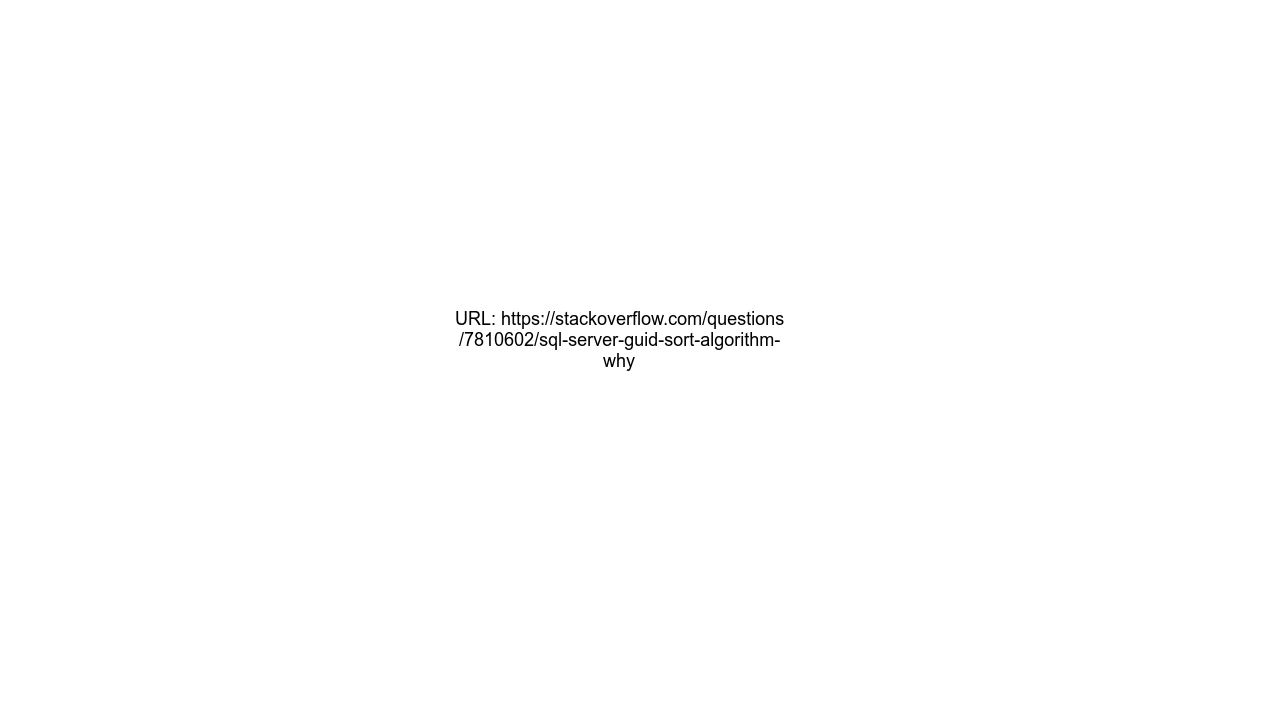 URL: https://stackoverflow.com/questions
/7810602/sql-server-guid-sort-algorithm-
why